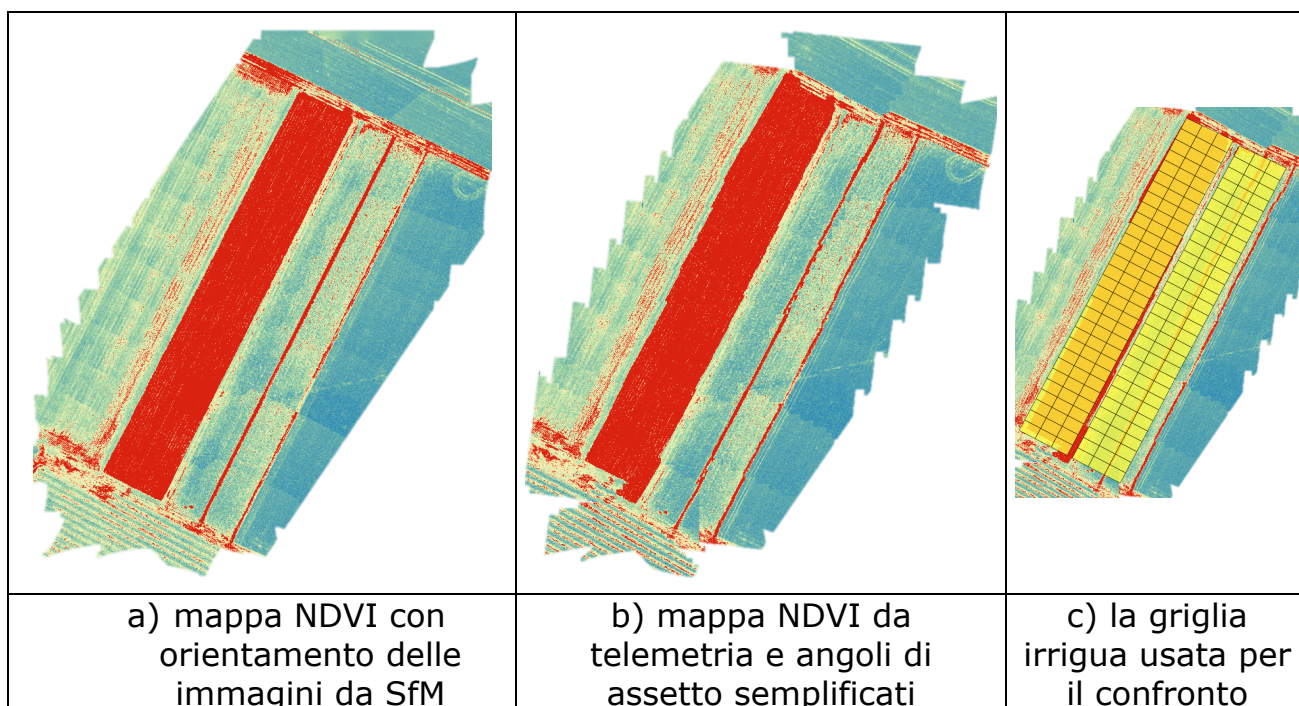 a) mappa NDVI con
orientamento delle
immagini da SfM
b) mappa NDVI da
telemetria e angoli di
assetto semplificati
c) la griglia
irrigua usata per
il confronto